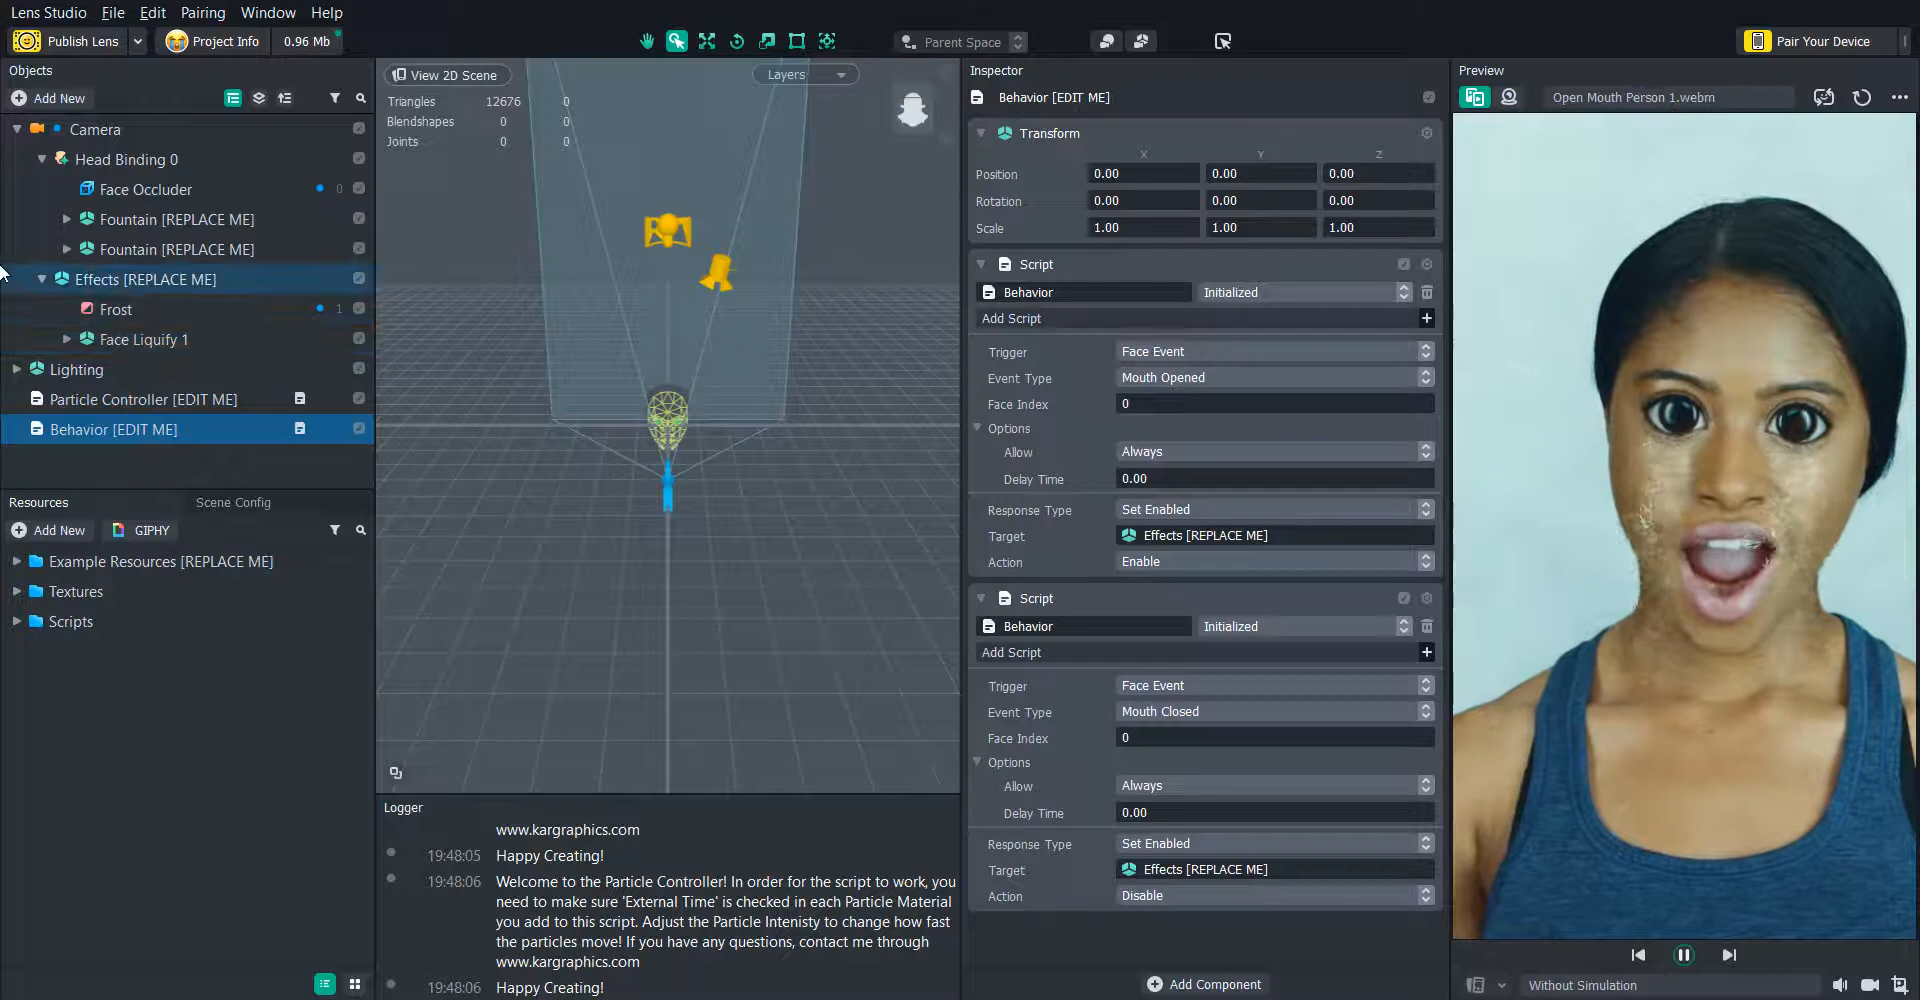 Lens Studio File Edit Pairing Window Help
Publish Lens Project Info 0.96 Mb Parent Space Pair Your Device
Objects
Add New
Camera
Head Binding 0
Face Occluder 0
Fountain [REPLACE ME]
Fountain [REPLACE ME]
Effects [REPLACE ME]
Frost 1
Face Liquify 1
Lighting
Particle Controller [EDIT ME]
Behavior [EDIT ME]
Resources Scene Config
Add New GIPHY
Example Resources [REPLACE ME]
Textures
Scripts
View 2D Scene Layers
Triangles 12676 0
Blendshapes 0 0
Joints 0 0
Logger
www.kargraphics.com
19:48:05 Happy Creating!
19:48:06 Welcome to the Particle Controller! In order for the script to work, you
need to make sure 'External Time' is checked in each Particle Material
you add to this script. Adjust the Particle Intenisty to change how fast
the particles move! If you have any questions, contact me through
www.kargraphics.com
19:48:06 Happy Creating!
Inspector
Behavior [EDIT ME]
Transform
X Y Z
Position 0.00 0.00 0.00
Rotation 0.00 0.00 0.00
Scale 1.00 1.00 1.00
Script
Behavior Initialized
Add Script
Trigger Face Event
Event Type Mouth Opened
Face Index 0
Options
Allow Always
Delay Time 0.00
Response Type Set Enabled
Target Effects [REPLACE ME]
Action Enable
Script
Behavior Initialized
Add Script
Trigger Face Event
Event Type Mouth Closed
Face Index 0
Options
Allow Always
Delay Time 0.00
Response Type Set Enabled
Target Effects [REPLACE ME]
Action Disable
Add Component
Preview
Open Mouth Person 1.webm
Without Simulation